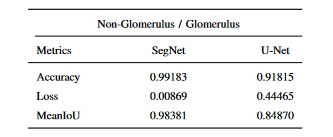 Non-Glomerulus / Glomerulus
Metrics SegNet U-Net
Accuracy 0.99183 0.91815
Loss 0.00869 0.44465
MeanIoU 0.98381 0.84870